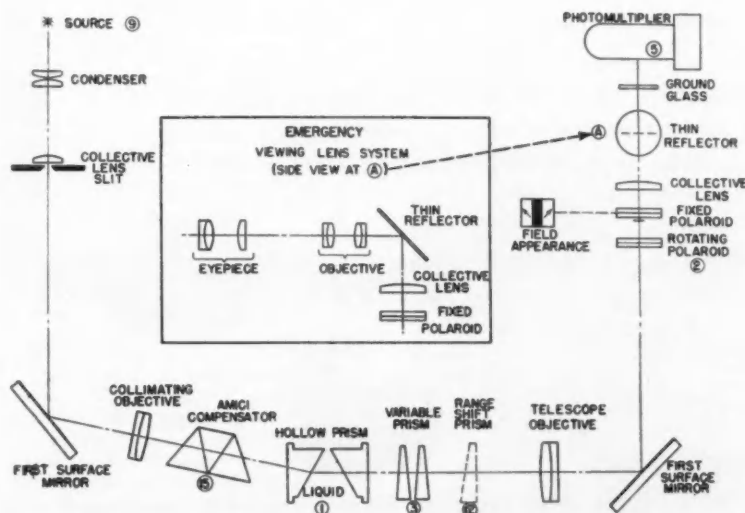 SOURCE ⑨
CONDENSER
COLLECTIVE
LENS
SLIT
PHOTOMULTIPLIER
⑤
GROUND
GLASS
Ⓐ
THIN
REFLECTOR
COLLECTIVE
LENS
FIXED
POLAROID
ROTATING
POLAROID
②
FIELD
APPEARANCE
EMERGENCY
VIEWING LENS SYSTEM
(SIDE VIEW AT Ⓐ)
THIN
REFLECTOR
EYEPIECE
OBJECTIVE
COLLECTIVE
LENS
FIXED
POLAROID
FIRST SURFACE
MIRROR
COLLIMATING
OBJECTIVE
AMICI
COMPENSATOR
⑮
HOLLOW PRISM
LIQUID
①
VARIABLE
PRISM
③
RANGE
SHIFT
PRISM
⑫
TELESCOPE
OBJECTIVE
FIRST SURFACE
MIRROR